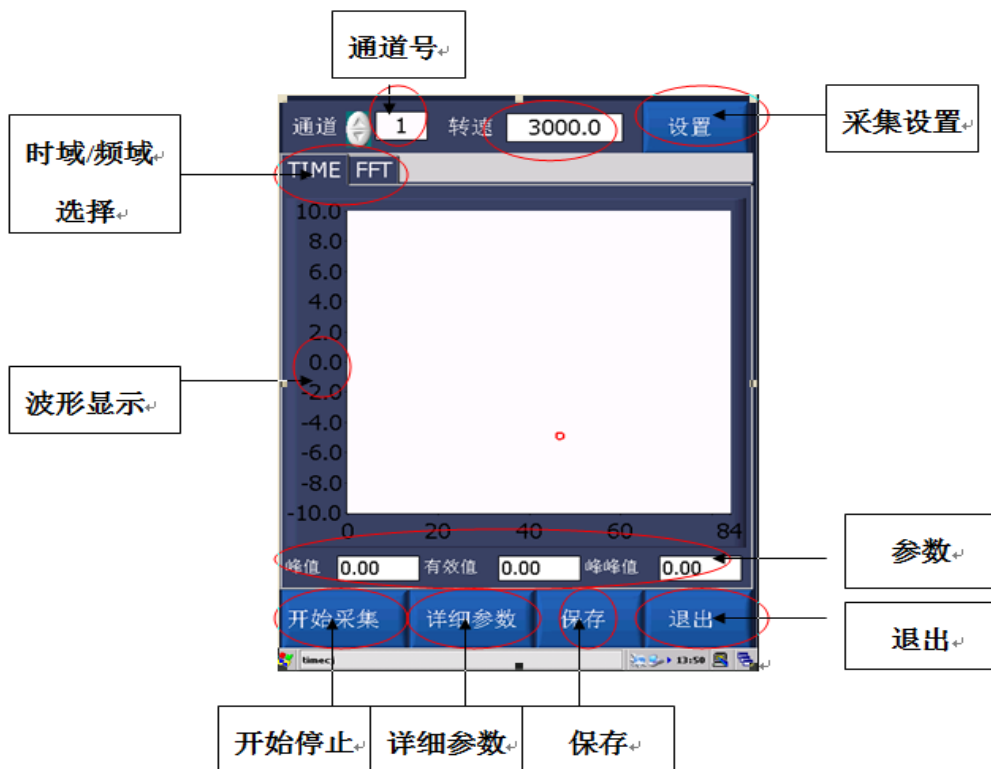 通道号
时域/频域
选择
采集设置
通道 1 转速 3000.0 设置
TIME FFT
10.0
8.0
6.0
4.0
2.0
0.0
-2.0
-4.0
-6.0
-8.0
-10.0
0 20 40 60 84
波形显示
峰值 0.00 有效值 0.00 峰峰值 0.00
参数
开始采集 详细参数 保存 退出
退出
timecj 13:50
开始停止 详细参数 保存